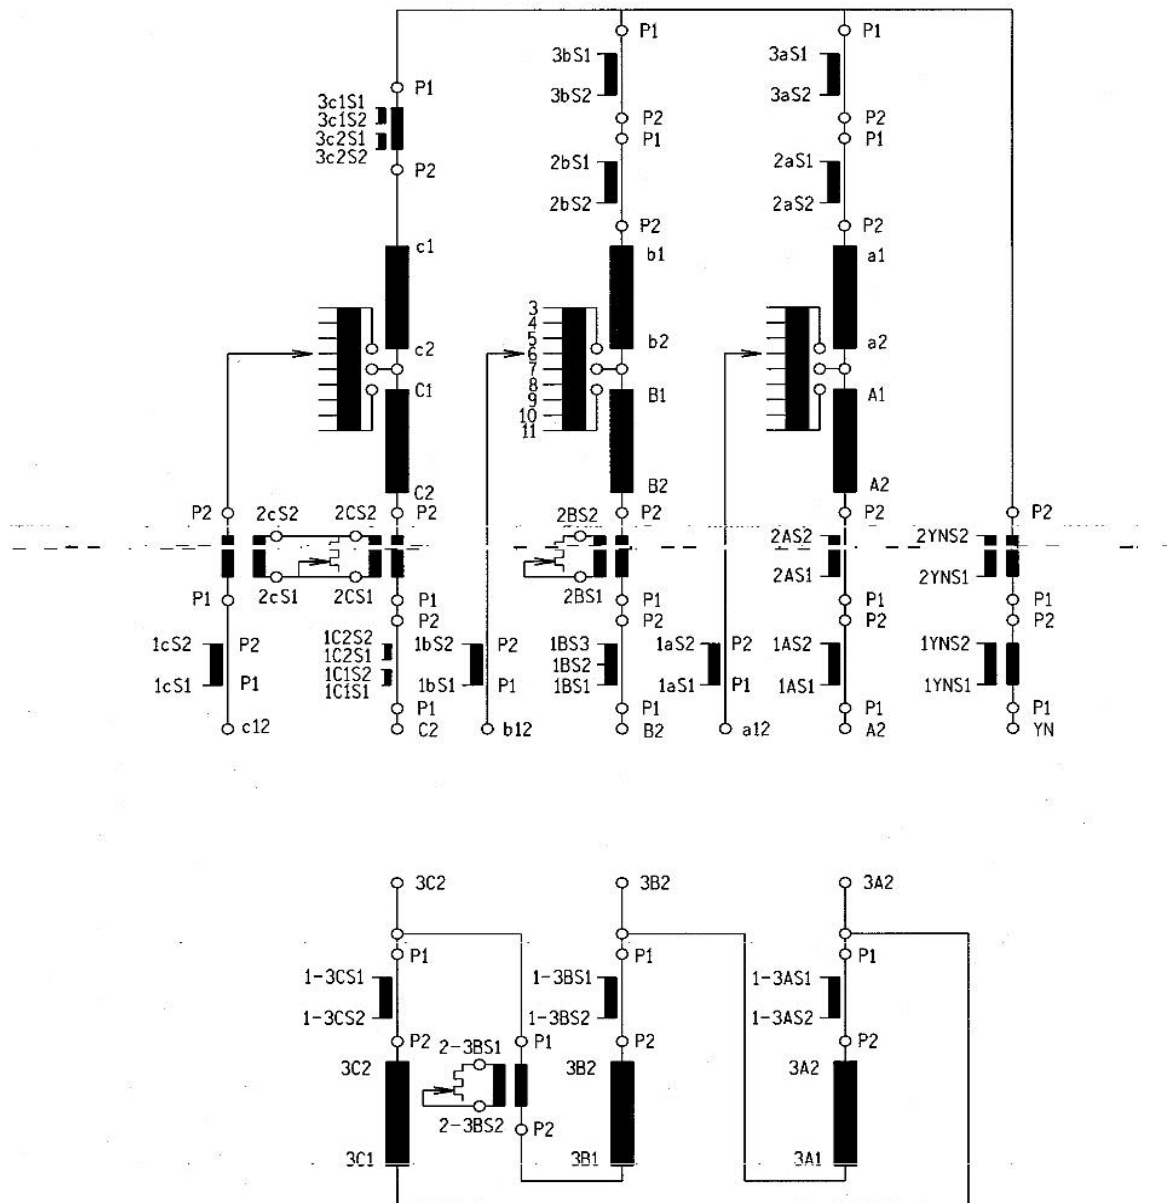 P1 P1
3bS1 3aS1
P1
3c1S1 3bS2 3aS2
3c1S2
3c2S1 P2 P2
3c2S2 P1 P1
P2 2bS1 2aS1
2bS2 2aS2
P2 P2
c1 b1 a1
3
4
5
c2 6 b2 a2
7
C1 8 B1 A1
9
10
11
C2 B2 A2
P2 2cS2 2CS2 P2 2BS2 P2 P2 P2
2AS2 2YNS2
2AS1 2YNS1
P1 2cS1 2CS1 P1 2BS1 P1 P1 P1
P2 P2 P2 P2
1cS2 P2 1C2S2 1bS2 P2 1BS3 1aS2 P2 1AS2 1YNS2
1C2S1 1BS2
1C1S2
1cS1 P1 1C1S1 1bS1 P1 1BS1 1aS1 P1 1AS1 1YNS1
P1 P1 P1 P1
c12 C2 b12 B2 a12 A2 YN
3C2 3B2 3A2
P1 P1 P1
1-3CS1 1-3BS1 1-3AS1
1-3CS2 1-3BS2 1-3AS2
P2 2-3BS1 P1 P2 P2
3C2 3B2 3A2
2-3BS2 P2
3C1 3B1 3A1